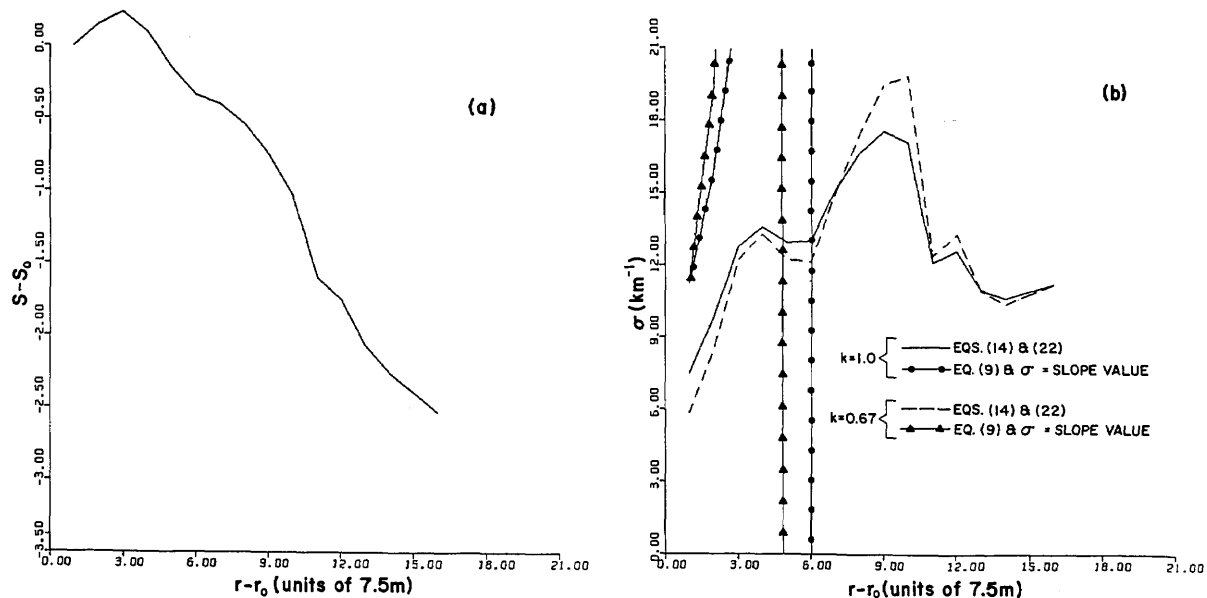 (a)
S-S₀
0.00
-0.50
-1.00
-1.50
-2.00
-2.50
-3.00
-3.50
0.00 3.00 6.00 9.00 12.00 15.00 18.00 21.00
r-r₀ (units of 7.5m)
(b)
σ (km⁻¹)
21.00
18.00
15.00
12.00
9.00
6.00
3.00
0.00
k=1.0
EQS. (14) & (22)
EQ. (9) & σ = SLOPE VALUE
k=0.67
EQS. (14) & (22)
EQ. (9) & σ = SLOPE VALUE
0.00 3.00 6.00 9.00 12.00 15.00 18.00 21.00
r-r₀ (units of 7.5m)